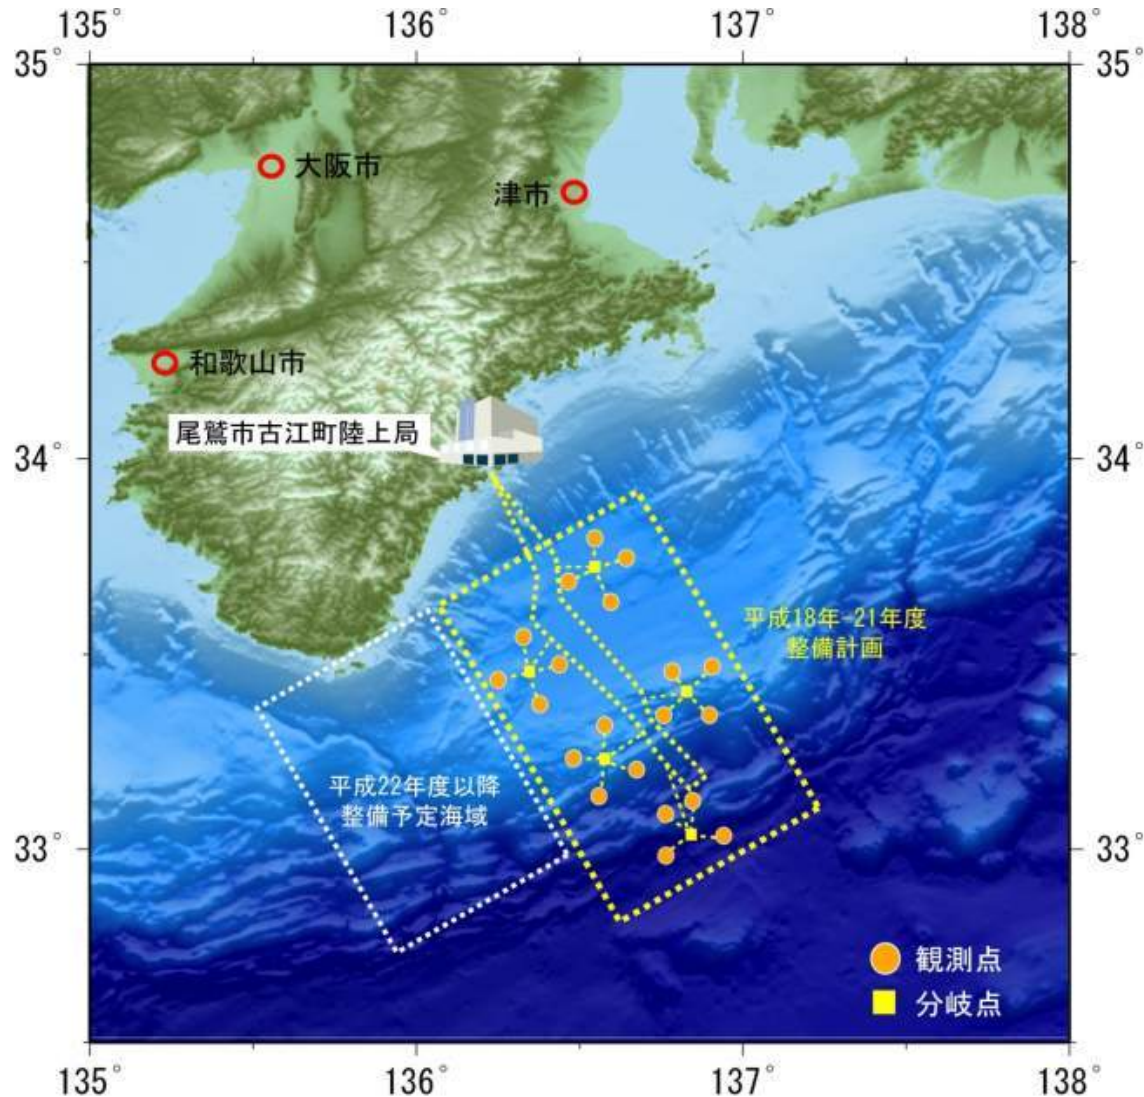 135° 136° 137° 138°
35° 35°
大阪市
津市
和歌山市
尾鷲市古江町陸上局
34° 34°
平成18年-21年度
整備計画
平成22年度以降
整備予定海域
33° 33°
観測点
分岐点
135° 136° 137° 138°